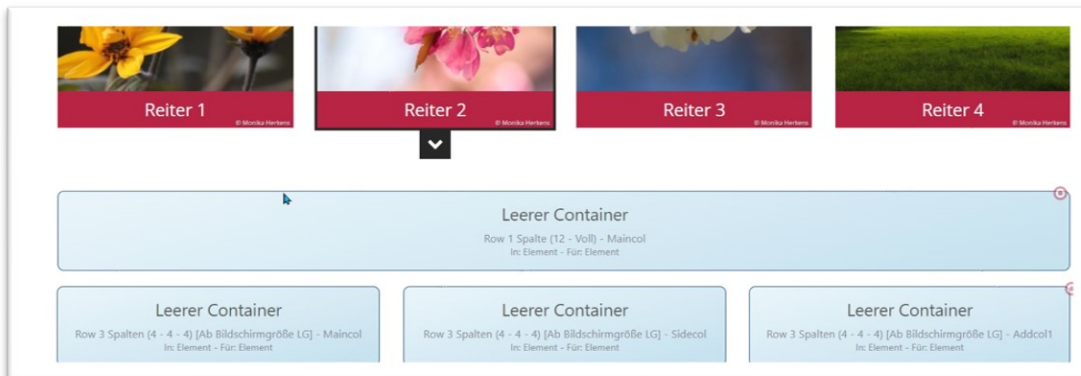 Reiter 1
© Monika Herkens
Reiter 2
© Monika Herkens
Reiter 3
© Monika Herkens
Reiter 4
© Monika Herkens
Leerer Container
Row 1 Spalte (12 - Voll) - Maincol
In: Element - Für: Element
Leerer Container
Row 3 Spalten (4 - 4 - 4) [Ab Bildschirmgröße LG] - Maincol
In: Element - Für: Element
Leerer Container
Row 3 Spalten (4 - 4 - 4) [Ab Bildschirmgröße LG] - Sidecol
In: Element - Für: Element
Leerer Container
Row 3 Spalten (4 - 4 - 4) [Ab Bildschirmgröße LG] - Addcol1
In: Element - Für: Element